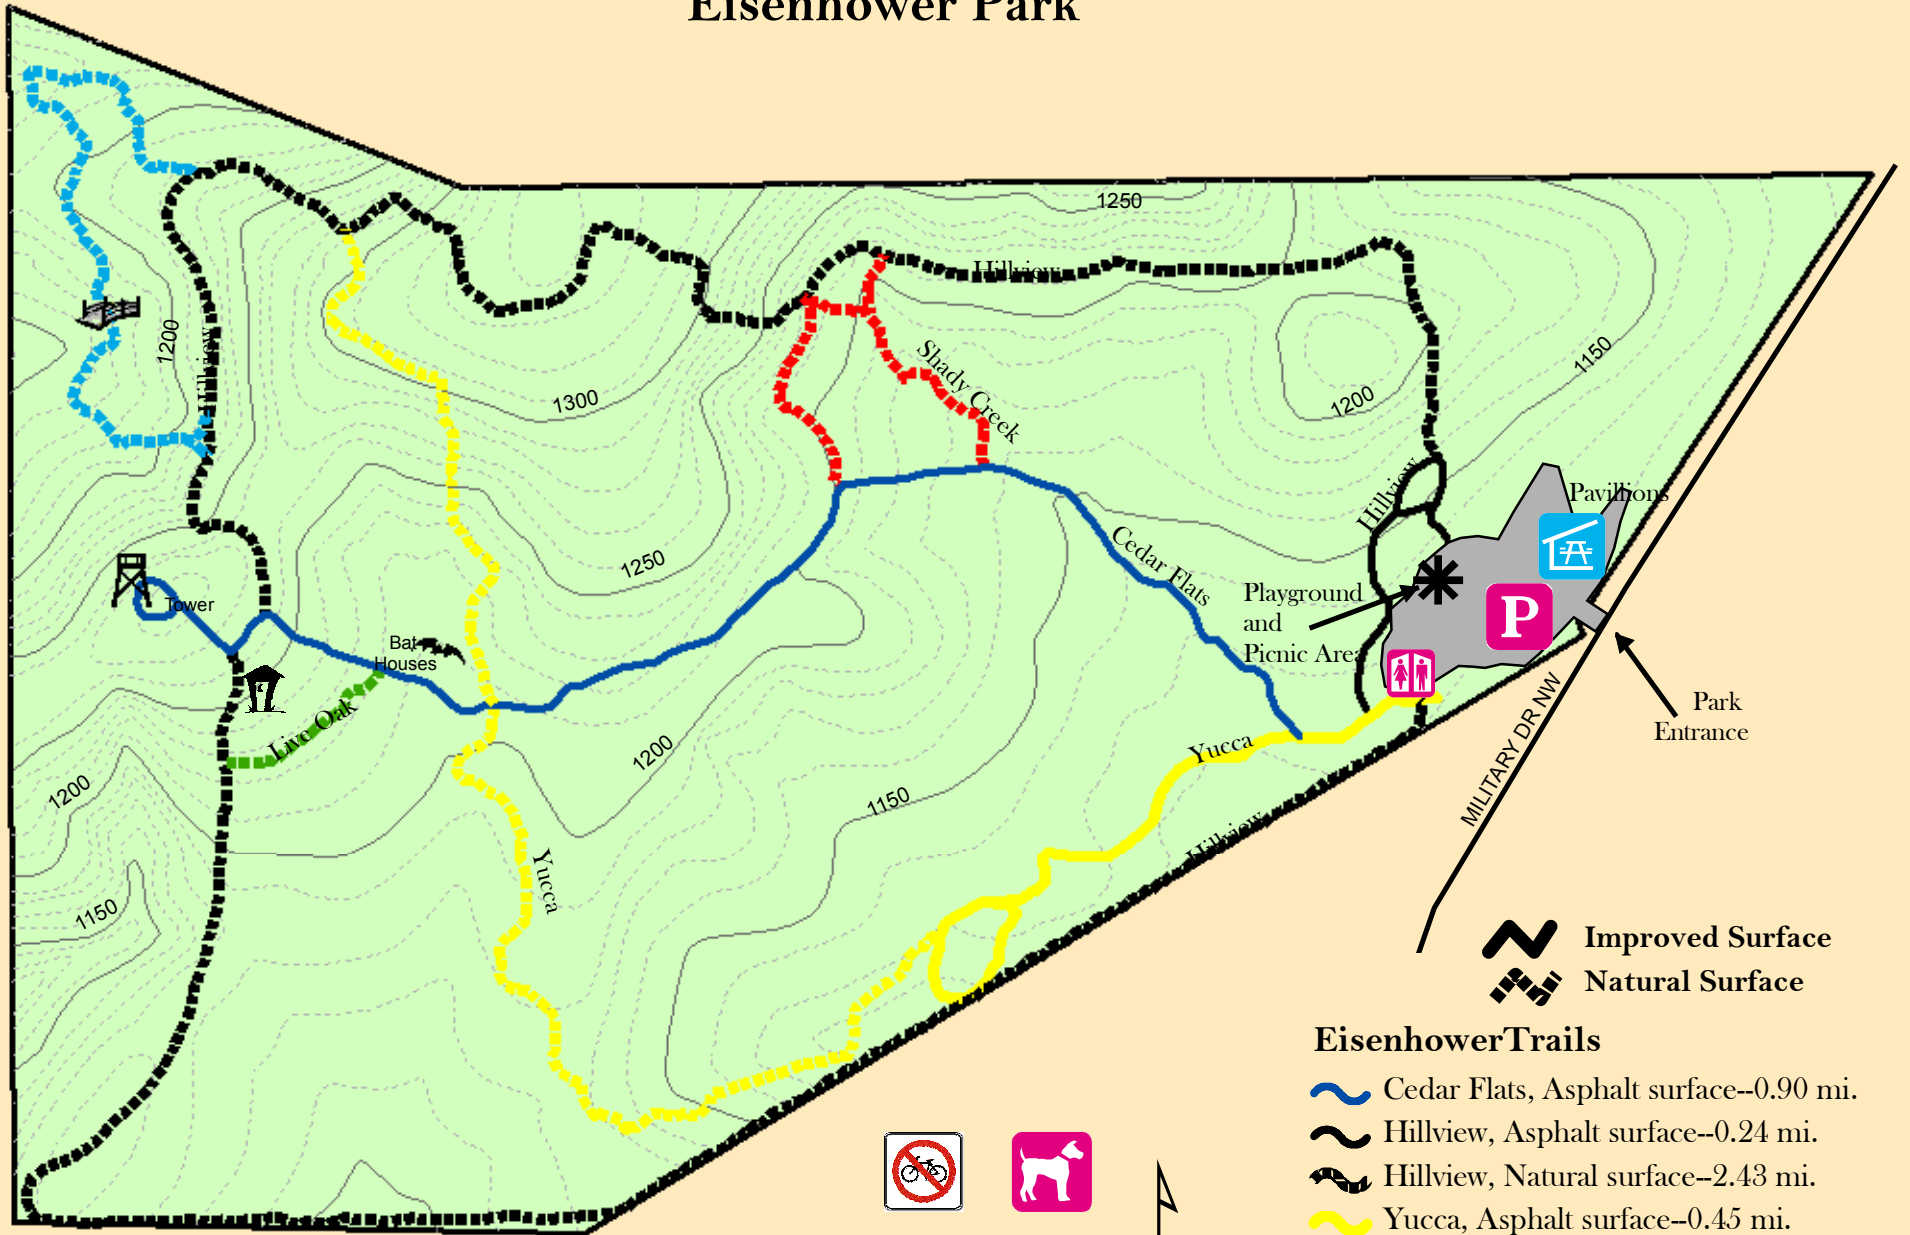 Eisenhower Park
1250
Hillview
1200
Hillview
Shady Creek
1150
1300
1200
Hillview
Pavillions
1250
Cedar Flats
Tower
Playground
and
Picnic Area
P
Bat
Houses
Live Oak
Park
Entrance
MILITARY DR NW
Yucca
1200
1200
1150
Hillview
Yucca
1150
Improved Surface
Natural Surface
EisenhowerTrails
Cedar Flats, Asphalt surface--0.90 mi.
Hillview, Asphalt surface--0.24 mi.
Hillview, Natural surface--2.43 mi.
Yucca, Asphalt surface--0.45 mi.